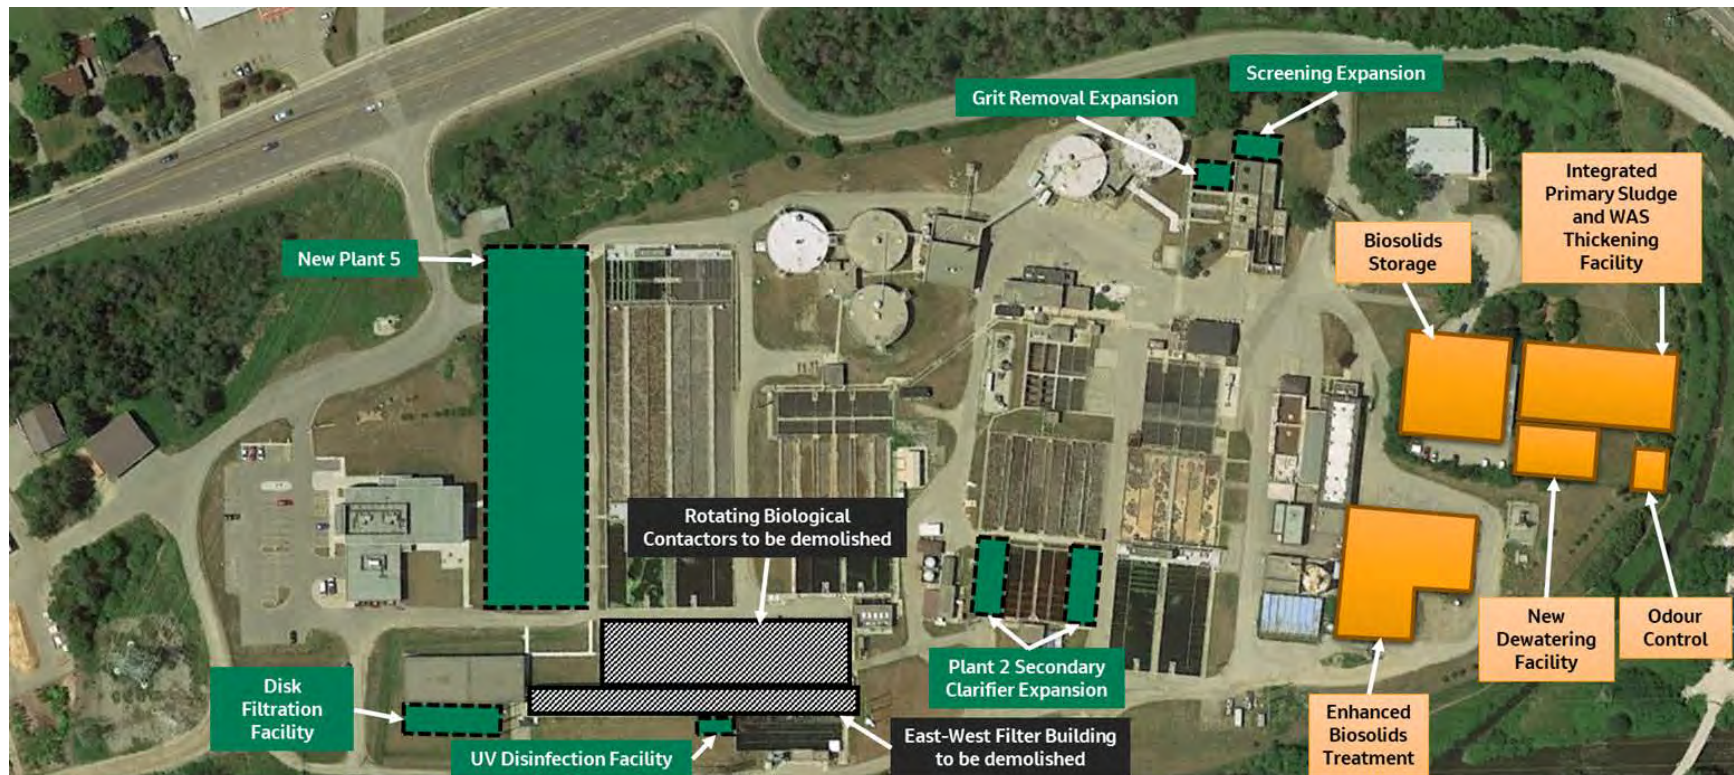 Screening Expansion
Grit Removal Expansion
Integrated
Primary Sludge
and WAS
Thickening
Facility
Biosolids
Storage
New Plant 5
Rotating Biological
Contactors to be demolished
New
Dewatering
Facility
Odour
Control
Plant 2 Secondary
Clarifier Expansion
Disk
Filtration
Facility
Enhanced
Biosolids
Treatment
East-West Filter Building
to be demolished
UV Disinfection Facility